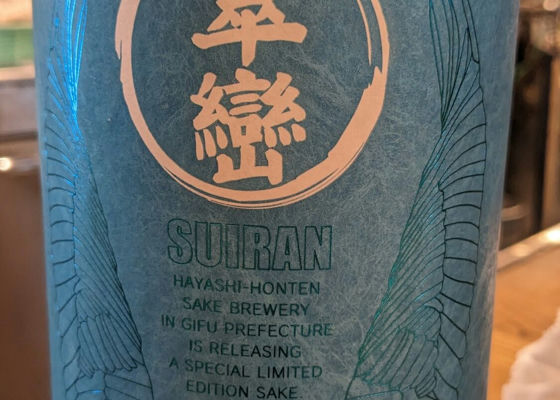 翠
巒
SUIRAN
HAYASHI-HONTEN
SAKE BREWERY
IN GIFU PREFECTURE
IS RELEASING
A SPECIAL LIMITED
EDITION SAKE.